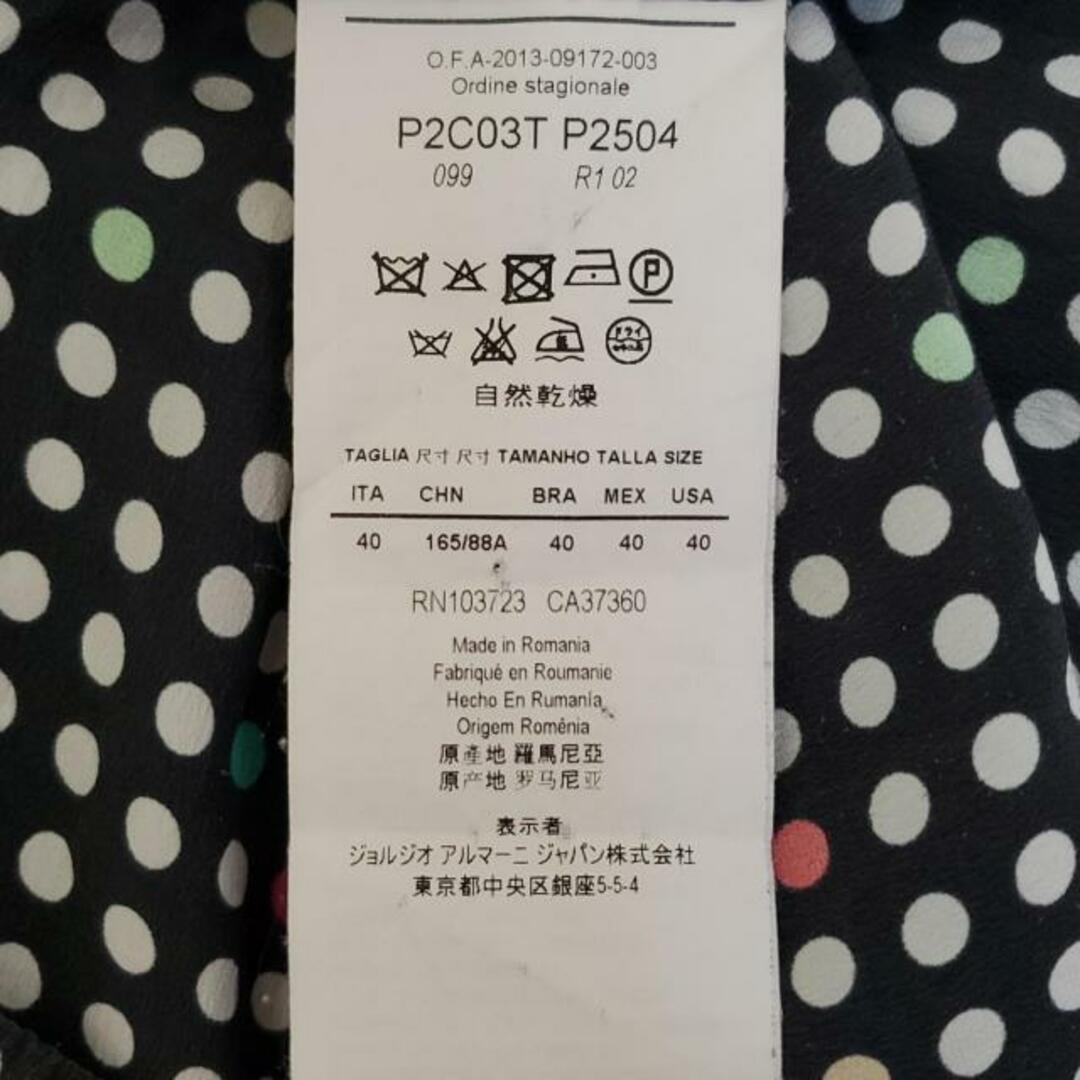 O.F.A-2013-09172-003
Ordine stagionale
P2C03T P2504
099 R1 02
P
ドライ
自然乾燥
TAGLIA 尺寸 尺寸 TAMANHO TALLA SIZE
ITA CHN BRA MEX USA
40 165/88A 40 40 40
RN103723 CA37360
Made in Romania
Fabriqué en Roumanie
Hecho En Rumanía
Origem Romênia
原產地 羅馬尼亞
原产地 罗马尼亚
表示者
ジョルジオ アルマーニ ジャパン株式会社
東京都中央区銀座5-5-4